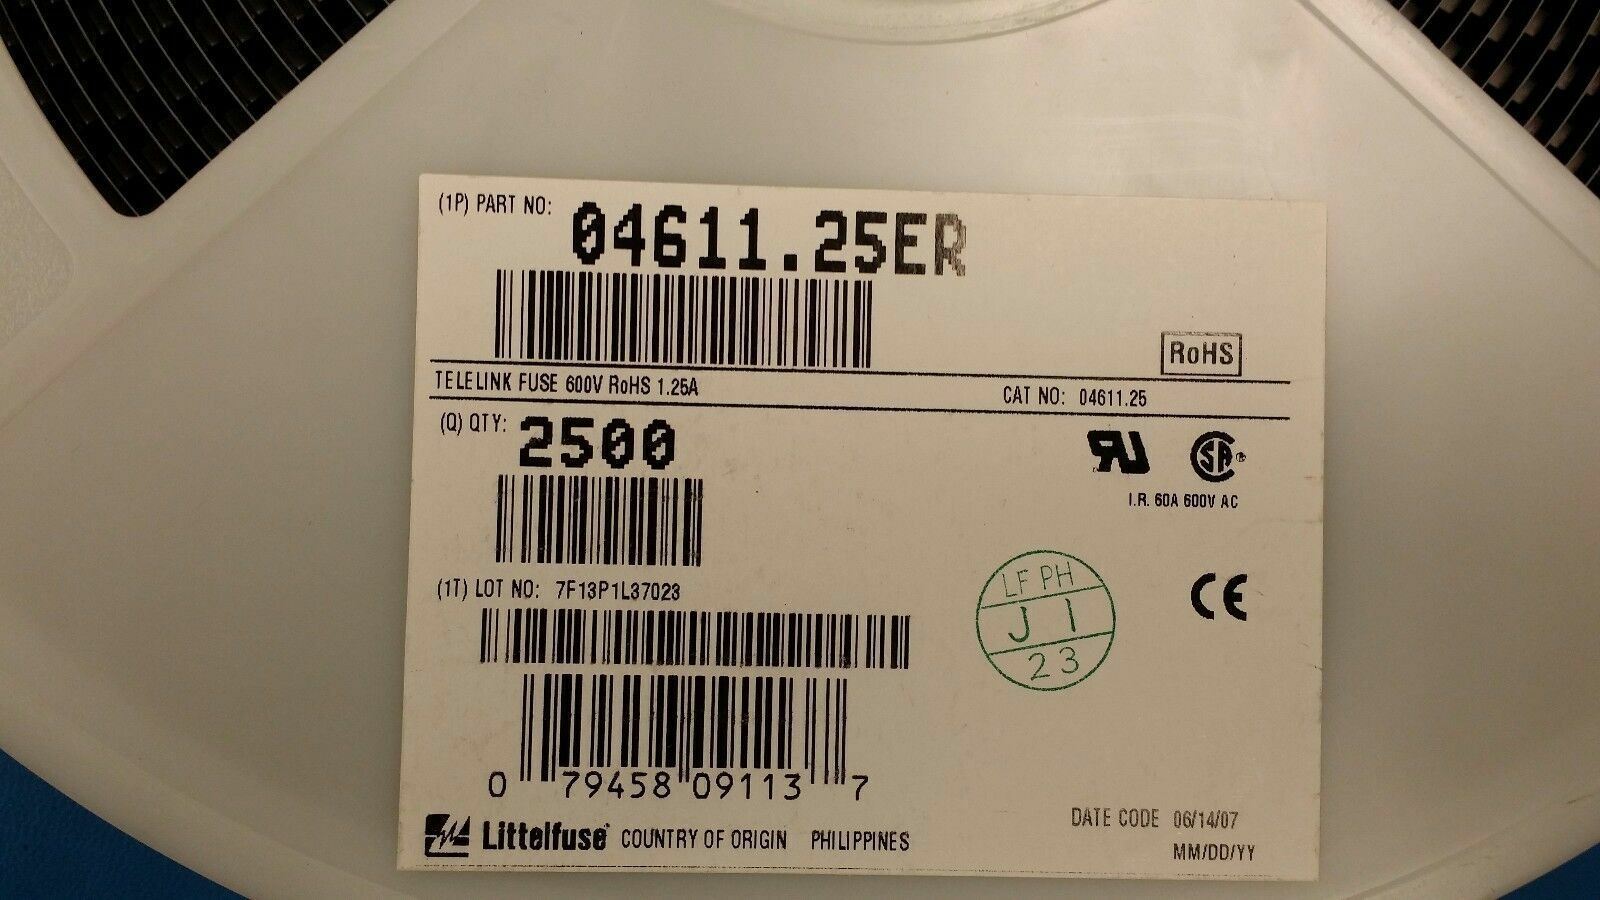 (1P) PART NO: 04611.25ER
RoHS
TELELINK FUSE 600V RoHS 1.25A CAT NO: 04611.25
(Q) QTY: 2500
RU SA
I.R. 60A 600V AC
(1T) LOT NO: 7F13P1L37023
LF PH
J 1
23
CE
0 79458 09113 7
Littelfuse® COUNTRY OF ORIGIN PHILIPPINES
DATE CODE 06/14/07
MM/DD/YY